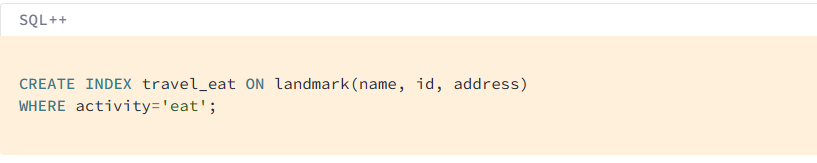 SQL++
CREATE INDEX travel_eat ON landmark(name, id, address)
WHERE activity='eat';